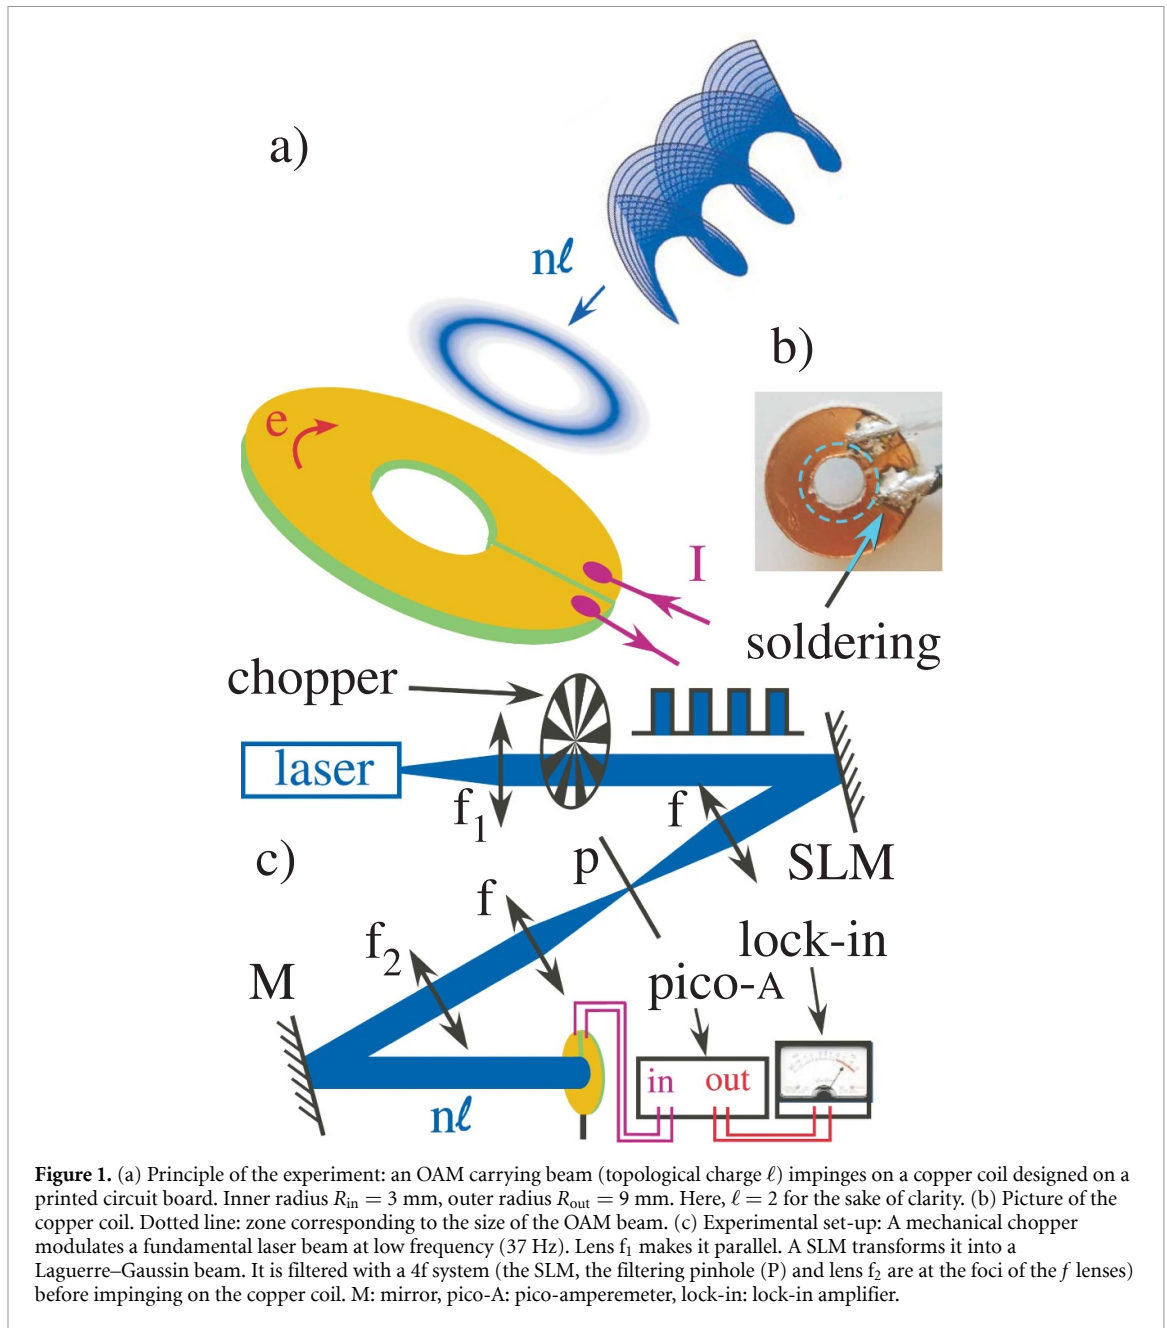 a)
nℓ
b)
e
I
soldering
chopper
laser
f₁
f
SLM
c)
p
f
f₂
lock-in
M
pico-A
in out
nℓ
Figure 1. (a) Principle of the experiment: an OAM carrying beam (topological charge ℓ) impinges on a copper coil designed on a
printed circuit board. Inner radius Rin = 3 mm, outer radius Rout = 9 mm. Here, ℓ = 2 for the sake of clarity. (b) Picture of the
copper coil. Dotted line: zone corresponding to the size of the OAM beam. (c) Experimental set-up: A mechanical chopper
modulates a fundamental laser beam at low frequency (37 Hz). Lens f₁ makes it parallel. A SLM transforms it into a
Laguerre–Gaussin beam. It is filtered with a 4f system (the SLM, the filtering pinhole (P) and lens f₂ are at the foci of the f lenses)
before impinging on the copper coil. M: mirror, pico-A: pico-amperemeter, lock-in: lock-in amplifier.